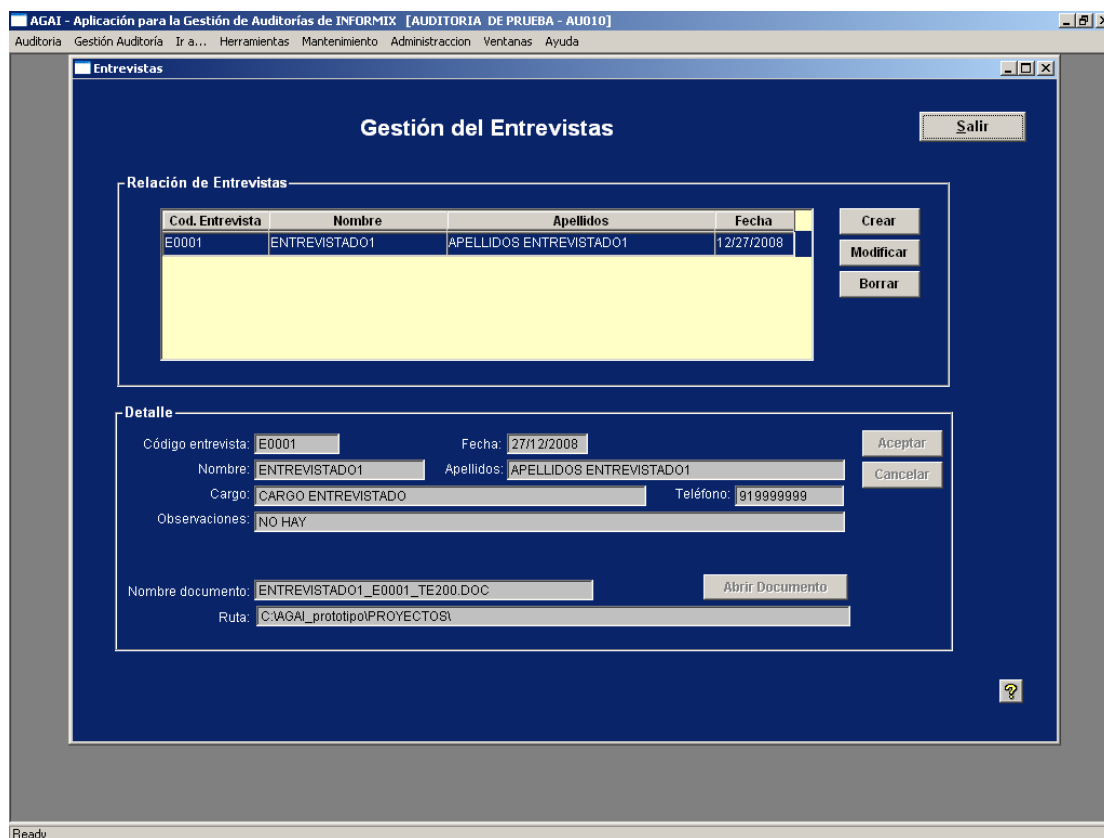 AGAI - Aplicación para la Gestión de Auditorías de INFORMIX [AUDITORIA DE PRUEBA - AU010]
Auditoria Gestión Auditoría Ir a... Herramientas Mantenimiento Administraccion Ventanas Ayuda
Entrevistas
Gestión del Entrevistas
Salir
Relación de Entrevistas
Cod. Entrevista Nombre Apellidos Fecha
E0001 ENTREVISTADO1 APELLIDOS ENTREVISTADO1 12/27/2008
Crear
Modificar
Borrar
Detalle
Código entrevista: E0001 Fecha: 27/12/2008 Aceptar
Nombre: ENTREVISTADO1 Apellidos: APELLIDOS ENTREVISTADO1 Cancelar
Cargo: CARGO ENTREVISTADO Teléfono: 919999999
Observaciones: NO HAY
Nombre documento: ENTREVISTADO1_E0001_TE200.DOC Abrir Documento
Ruta: C:\AGAI_prototipo\PROYECTOS\
?
Ready